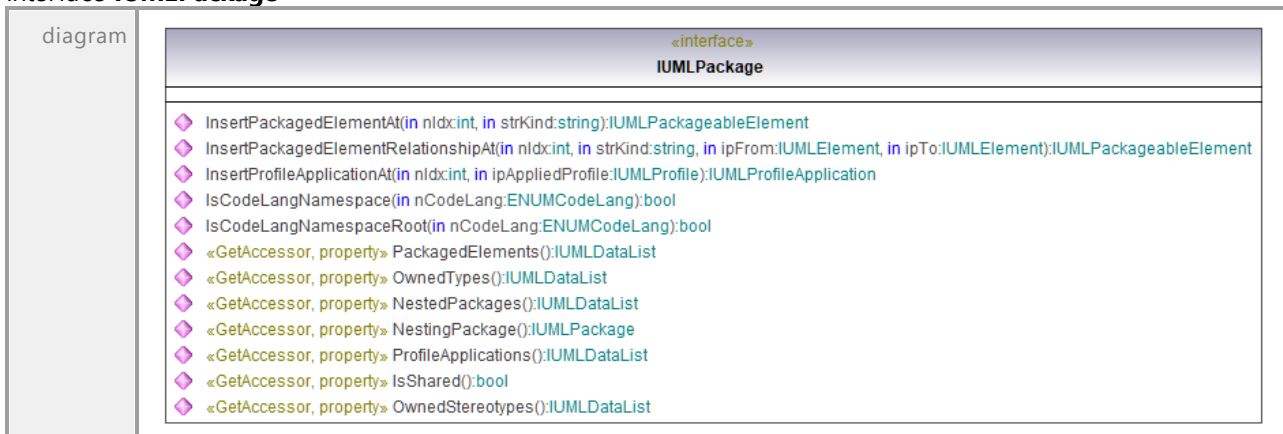 interface IUMLPackage
diagram
«interface»
IUMLPackage
InsertPackagedElementAt(in nIdx:int, in strKind:string):IUMLPackageableElement
InsertPackagedElementRelationshipAt(in nIdx:int, in strKind:string, in ipFrom:IUMLElement, in ipTo:IUMLElement):IUMLPackageableElement
InsertProfileApplicationAt(in nIdx:int, in ipAppliedProfile:IUMLProfile):IUMLProfileApplication
IsCodeLangNamespace(in nCodeLang:ENUMCodeLang):bool
IsCodeLangNamespaceRoot(in nCodeLang:ENUMCodeLang):bool
«GetAccessor, property» PackagedElements():IUMLDataList
«GetAccessor, property» OwnedTypes():IUMLDataList
«GetAccessor, property» NestedPackages():IUMLDataList
«GetAccessor, property» NestingPackage():IUMLPackage
«GetAccessor, property» ProfileApplications():IUMLDataList
«GetAccessor, property» IsShared():bool
«GetAccessor, property» OwnedStereotypes():IUMLDataList